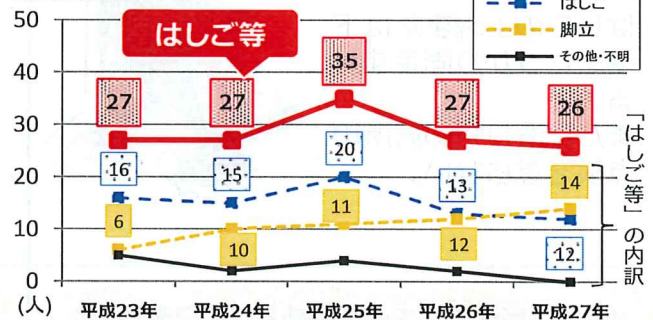 はしご
脚立
その他・不明
はしご等
50
40
30
20
10
0
(人)
27
27
35
27
26
16
15
20
13
12
6
10
11
12
14
平成23年
平成24年
平成25年
平成26年
平成27年
「はしご等」の内訳